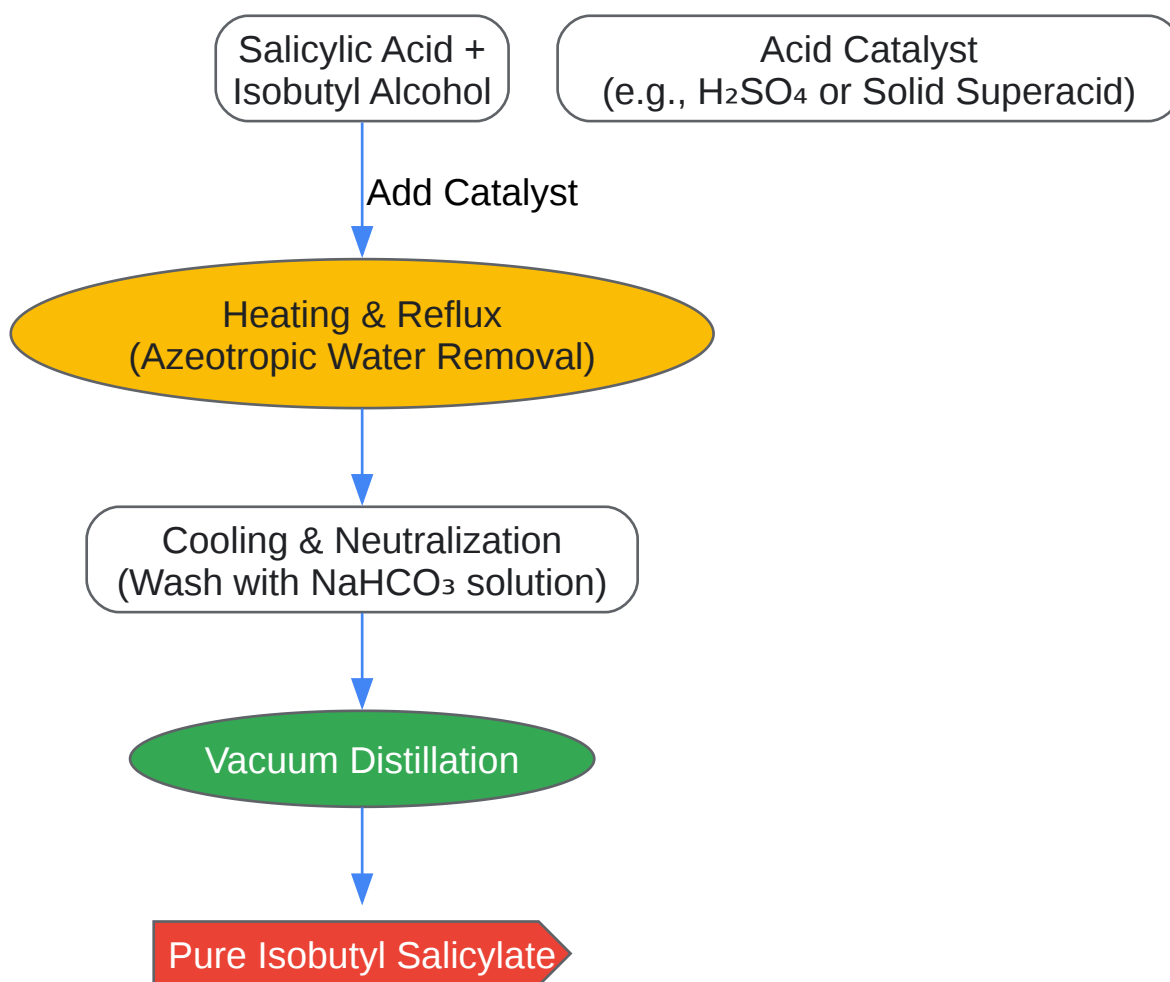 Salicylic Acid +
Isobutyl Alcohol
Acid Catalyst
(e.g., H₂SO₄ or Solid Superacid)
Add Catalyst
Heating & Reflux
(Azeotropic Water Removal)
Cooling & Neutralization
(Wash with NaHCO₃ solution)
Vacuum Distillation
Pure Isobutyl Salicylate